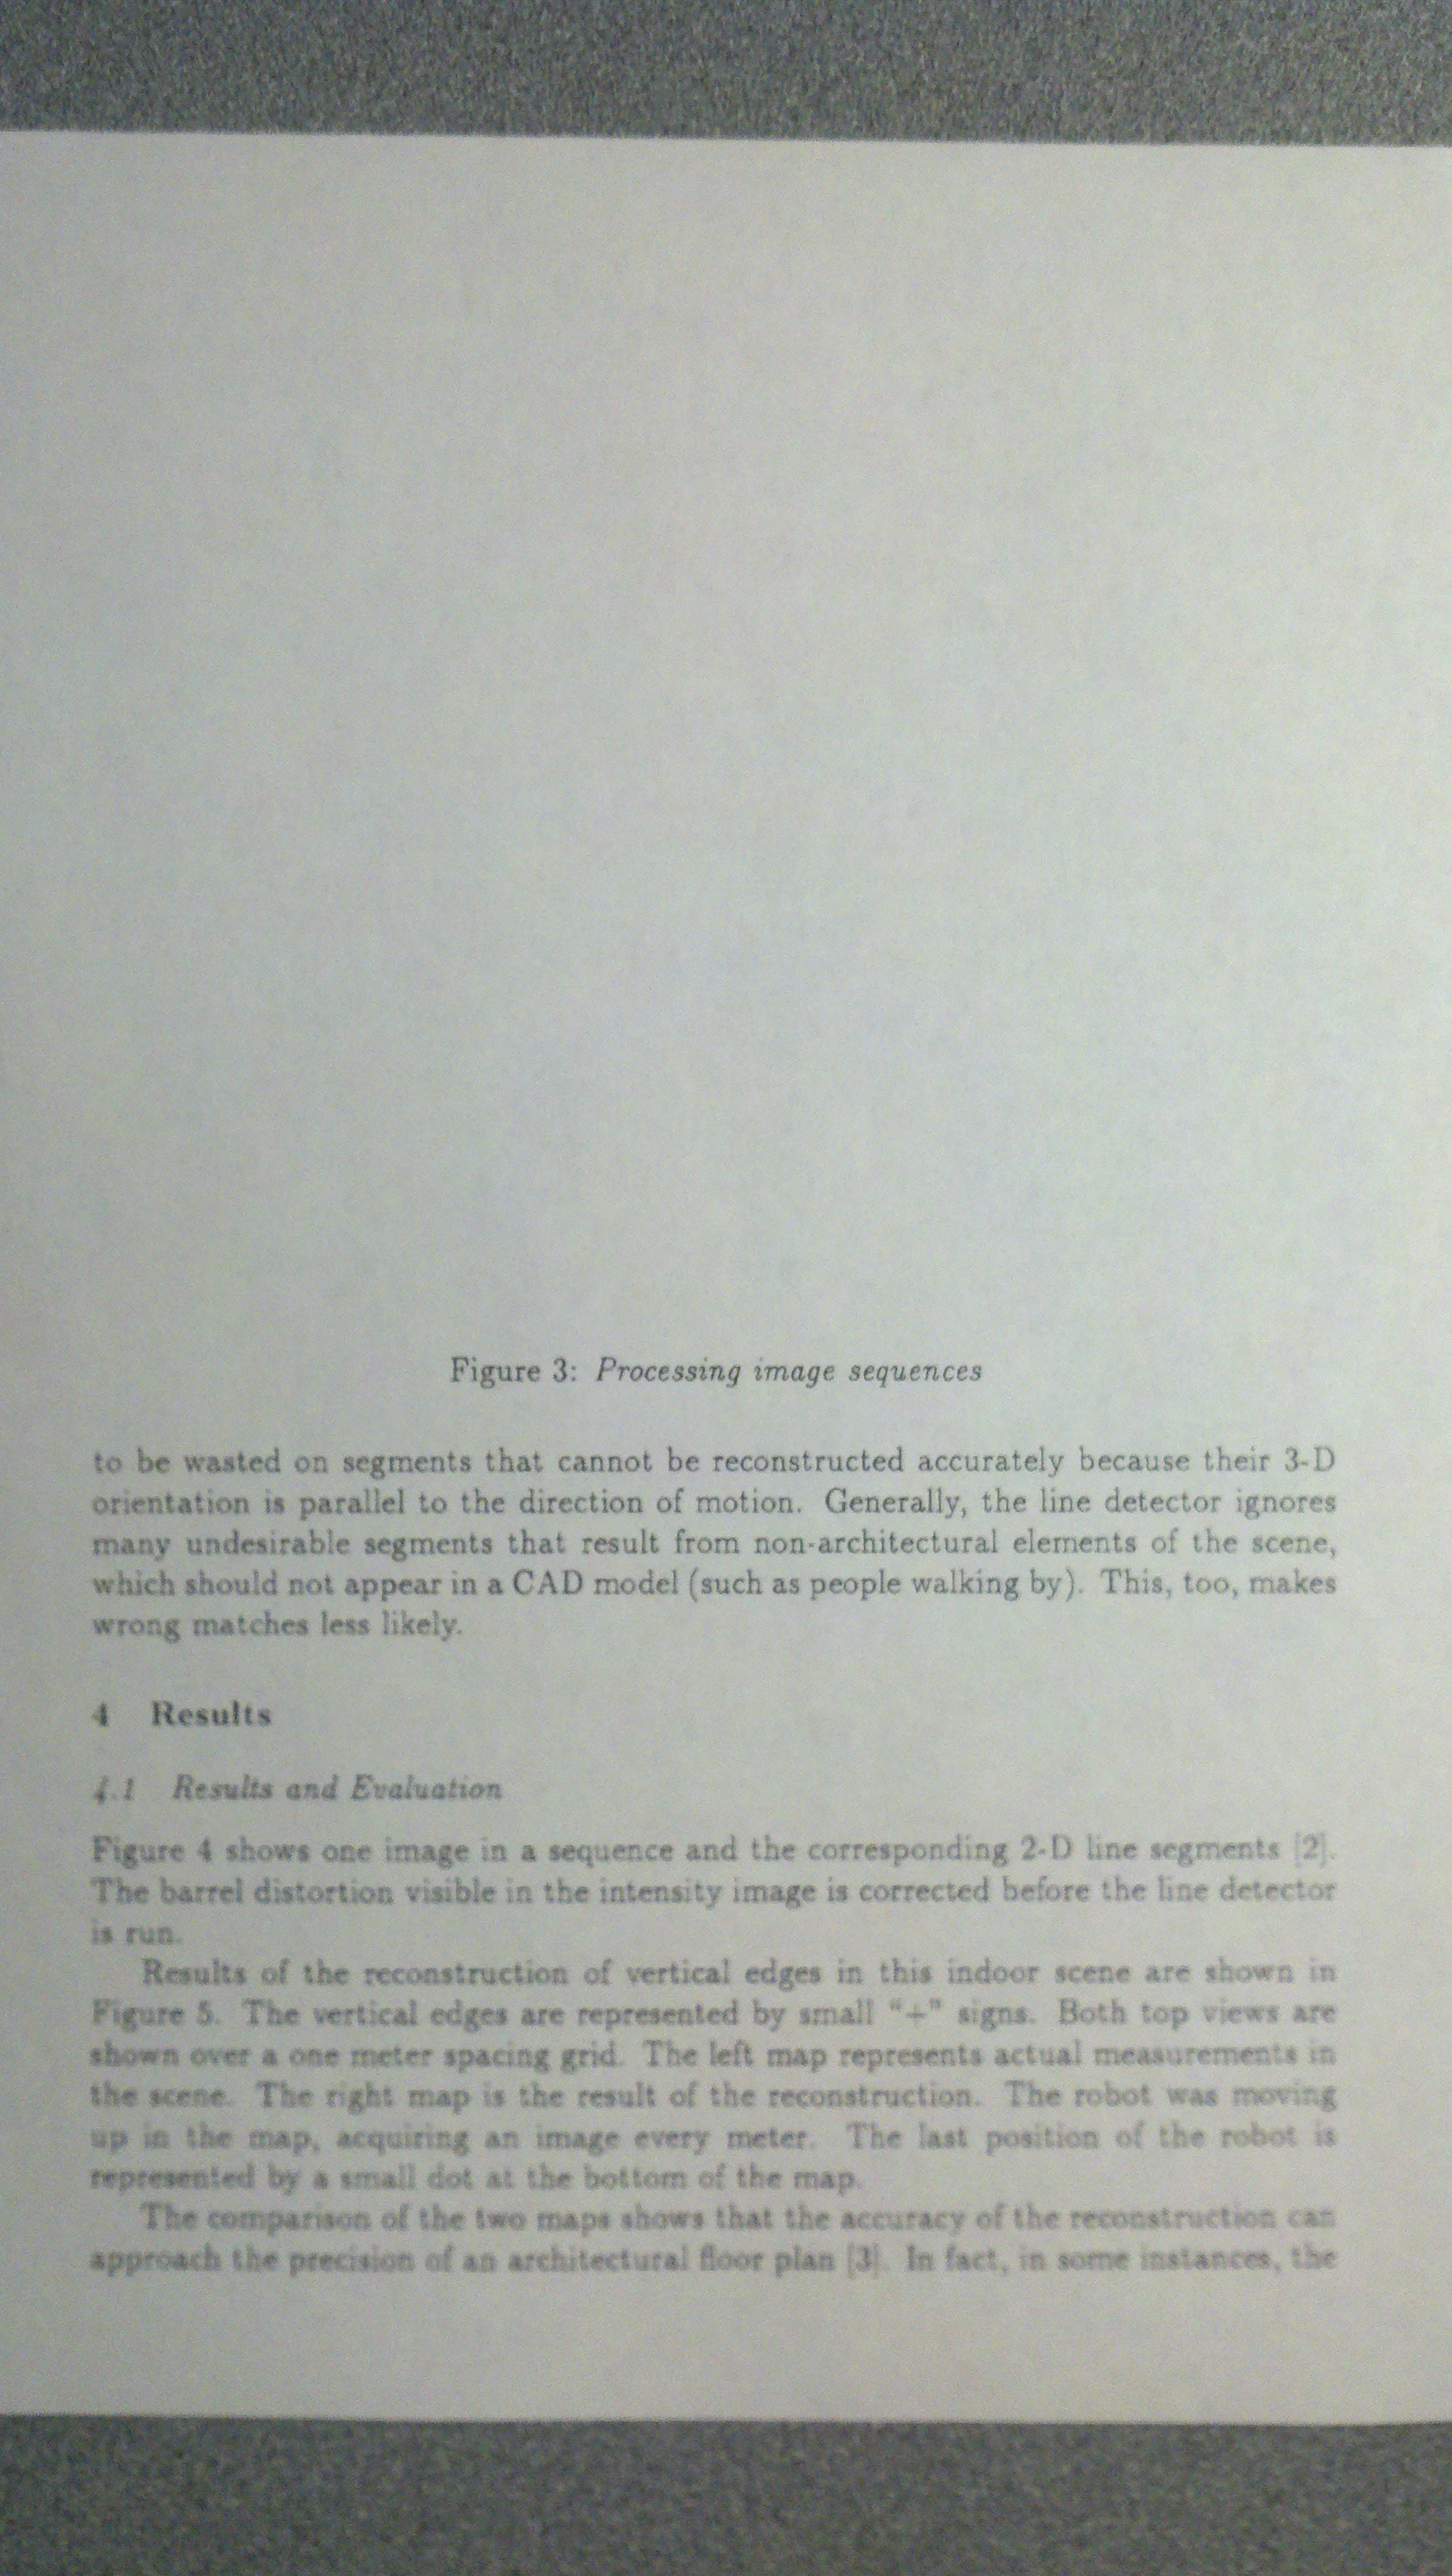 Figure 3: Processing image sequences
to be wasted on segments that cannot be reconstructed accurately because their 3-D
orientation is parallel to the direction of motion. Generally, the line detector ignores
many undesirable segments that result from non-architectural elements of the scene,
which should not appear in a CAD model (such as people walking by). This, too, makes
wrong matches less likely.
4 Results
4.1 Results and Evaluation
Figure 4 shows one image in a sequence and the corresponding 2-D line segments [2].
The barrel distortion visible in the intensity image is corrected before the line detector
is run.
Results of the reconstruction of vertical edges in this indoor scene are shown in
Figure 5. The vertical edges are represented by small "+" signs. Both top views are
shown over a one meter spacing grid. The left map represents actual measurements in
the scene. The right map is the result of the reconstruction. The robot was moving
up in the map, acquiring an image every meter. The last position of the robot is
represented by a small dot at the bottom of the map.
The comparison of the two maps shows that the accuracy of the reconstruction can
approach the precision of an architectural floor plan [3]. In fact, in some instances, the